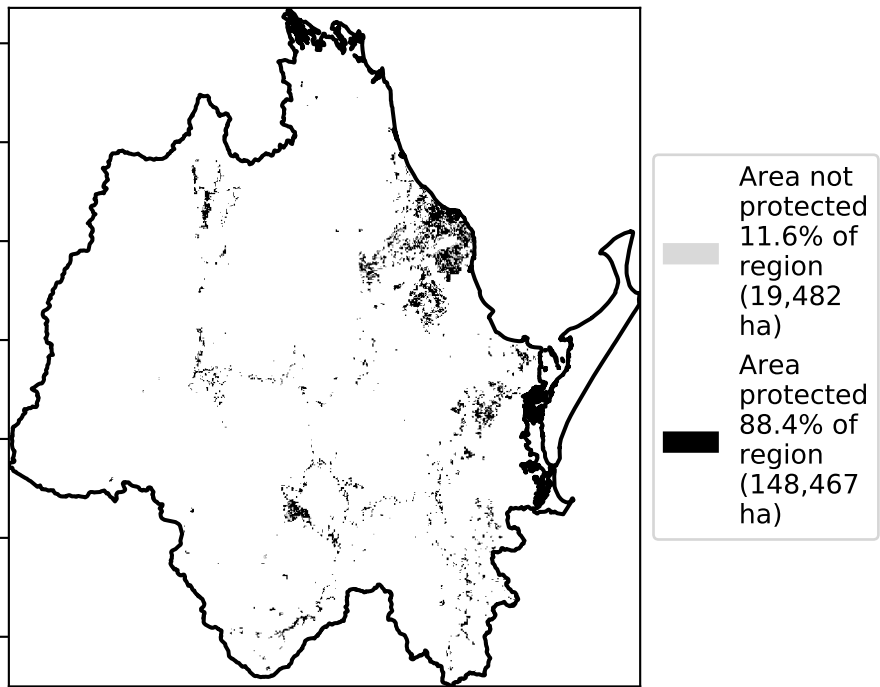 Area not
protected
11.6% of
region
(19,482
ha)
Area
protected
88.4% of
region
(148,467
ha)